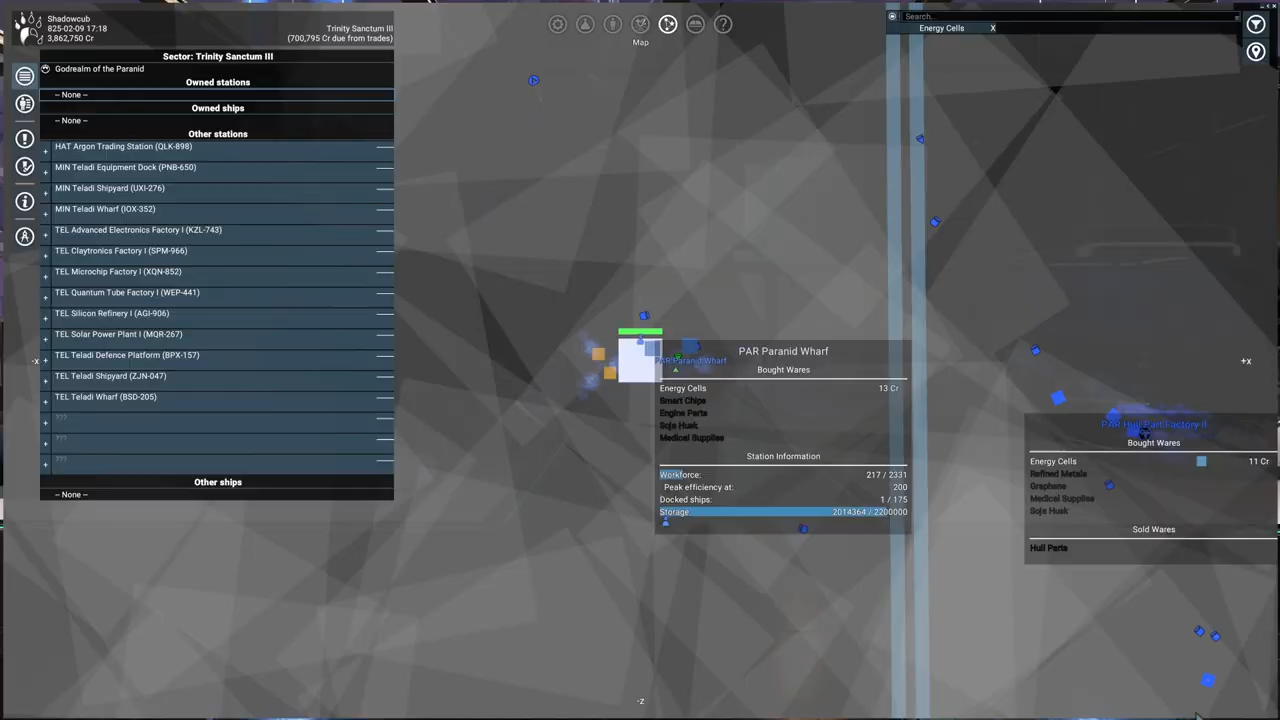 Shadowcub
825-02-09 17:18
3,862,750 Cr
Trinity Sanctum III
(700,795 Cr due from trades)
Map
Search...
Energy Cells X
Sector: Trinity Sanctum III
Godrealm of the Paranid
Owned stations
-- None --
Owned ships
-- None --
Other stations
+ HAT Argon Trading Station (QLK-898)
+ MIN Teladi Equipment Dock (PNB-650)
+ MIN Teladi Shipyard (UXI-276)
+ MIN Teladi Wharf (IOX-352)
+ TEL Advanced Electronics Factory I (KZL-743)
+ TEL Claytronics Factory I (SPM-966)
+ TEL Microchip Factory I (XQN-852)
+ TEL Quantum Tube Factory I (WEP-441)
+ TEL Silicon Refinery I (AGI-906)
+ TEL Solar Power Plant I (MQR-267)
+ TEL Teladi Defence Platform (BPX-157)
+ TEL Teladi Shipyard (ZJN-047)
+ TEL Teladi Wharf (BSD-205)
+ ???
+ ???
+ ???
Other ships
-- None --
-x
+x
-z
PAR Paranid Wharf
PAR Paranid Wharf
Bought Wares
Energy Cells 13 Cr
Smart Chips
Engine Parts
Soja Husk
Medical Supplies
Station Information
Workforce: 217 / 2331
Peak efficiency at: 200
Docked ships: 1 / 175
Storage: 2014364 / 2200000
PAR Hull Part Factory II
Bought Wares
Energy Cells 11 Cr
Refined Metals
Graphene
Medical Supplies
Soja Husk
Sold Wares
Hull Parts